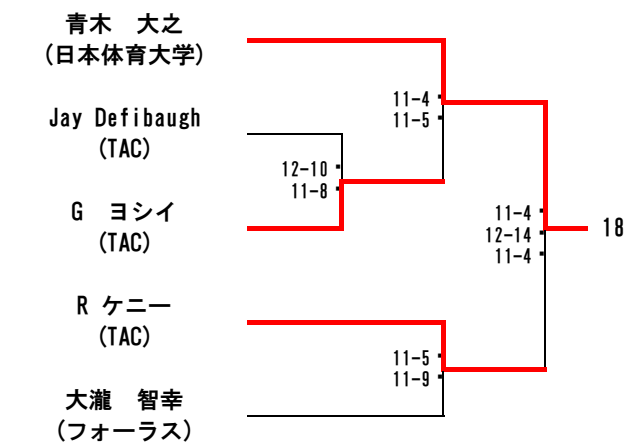 青木　大之
(日本体育大学)
11-4
11-5
Jay Defibaugh
(TAC)
12-10
11-8
G　ヨシイ
(TAC)
11-4
12-14
11-4
18
R ケニー
(TAC)
11-5
11-9
大瀧　智幸
(フォーラス)